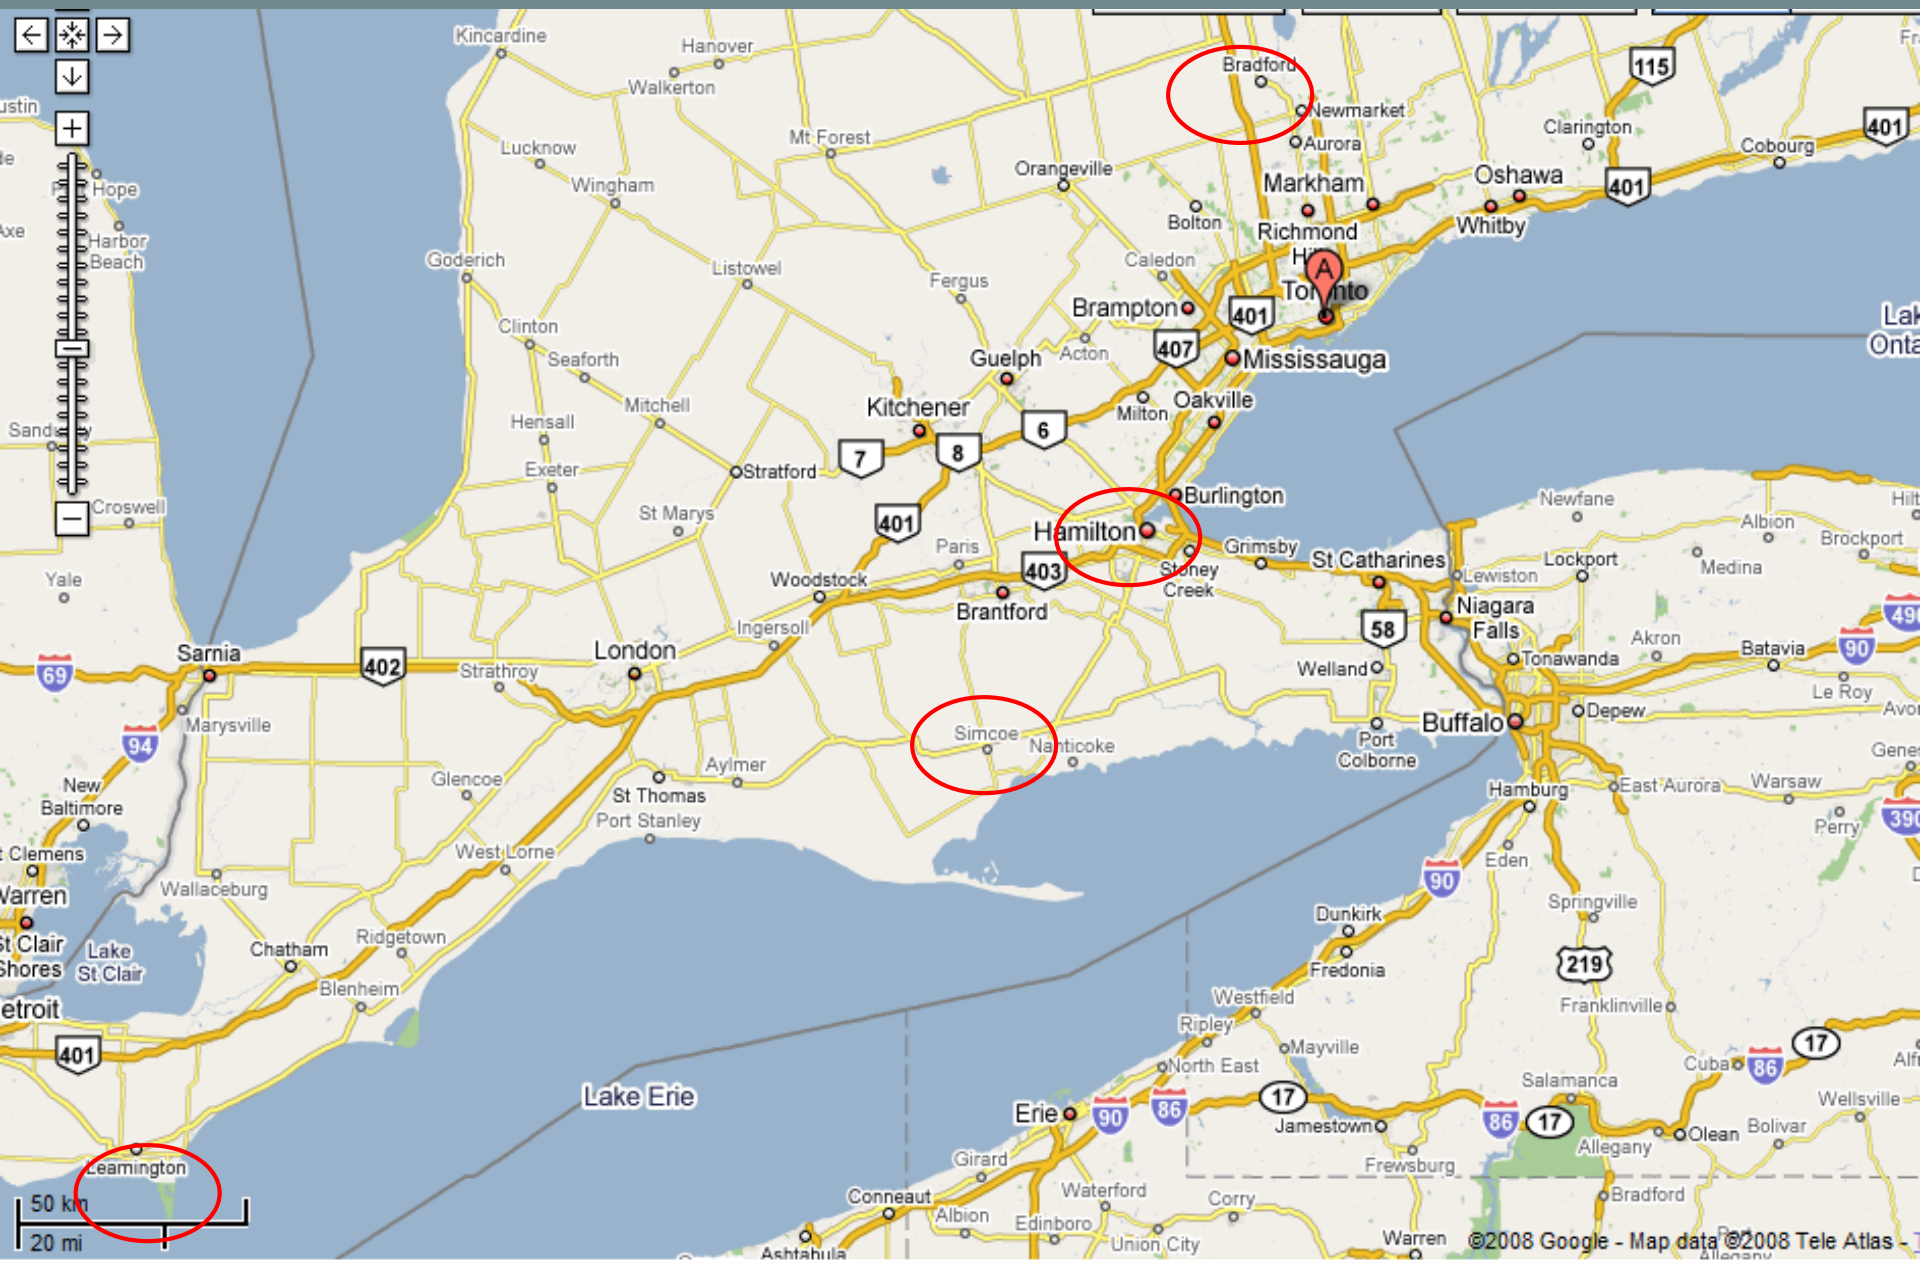 Kincardine
Hanover
Walkerton
Bradford
115
Newmarket
Clarington
401
Mt Forest
Aurora
Cobourg
Lucknow
Orangeville
Markham
Oshawa
401
Wingham
Hope
Bolton
Richmond
Whitby
Harbor
Beach
Goderich
Listowel
Caledon
A
Toronto
Fergus
Brampton
401
Clinton
407
Seaforth
Guelph
Acton
Mississauga
Mitchell
Kitchener
Milton
Oakville
Hensall
6
7
8
Exeter
Stratford
Burlington
Newfane
Croswell
St Marys
401
Hamilton
Albion
Paris
Grimsby
St Catharines
Lockport
Brockport
Yale
Woodstock
403
Stoney
Creek
Lewiston
Medina
Brantford
58
Niagara
Falls
Ingersoll
Akron
90
Sarnia
London
Welland
Tonawanda
Batavia
69
402
Strathroy
Le Roy
Marysville
Simcoe
Nanticoke
Buffalo
Depew
94
Port
Colborne
Glencoe
Aylmer
New
Baltimore
St Thomas
Hamburg
East Aurora
Warsaw
Port Stanley
Perry
West Lorne
Eden
Wallaceburg
90
Springville
Dunkirk
Chatham
Ridgetown
Lake
St Clair
219
Fredonia
Blenheim
Westfield
Franklinville
Ripley
401
Mayville
17
North East
Cuba
86
Lake Erie
Salamanca
Erie
90
86
17
86
17
Wellsville
Jamestown
Olean
Bolivar
Allegany
Leamington
Girard
Frewsburg
50 km
Conneaut
Waterford
Corry
Bradford
Albion
Edinboro
20 mi
Ashtabula
Union City
Warren
©2008 Google - Map data ©2008 Tele Atlas -